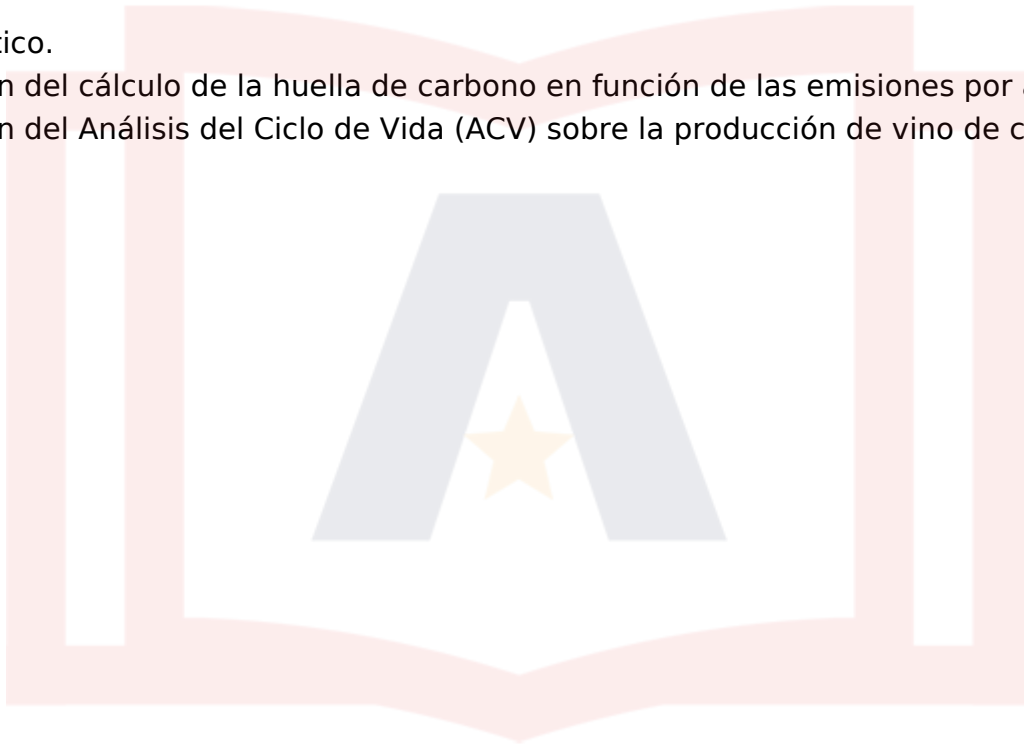 tico.
n del cálculo de la huella de carbono en función de las emisiones por
n del Análisis del Ciclo de Vida (ACV) sobre la producción de vino de c